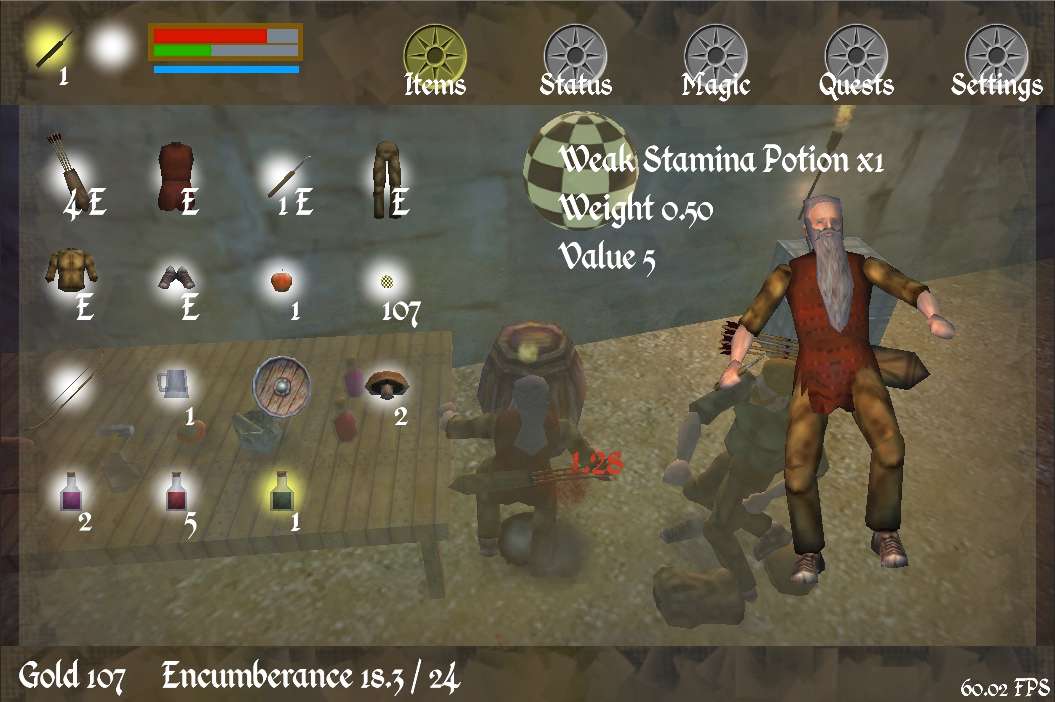 1
Items Status Magic Quests Settings
Weak Stamina Potion x1
Weight 0.50
Value 5
4 E E 1 E E
E E 1 107
1 2
1.28
2 5 1
Gold 107 Encumberance 18.3 / 24
60.02 FPS